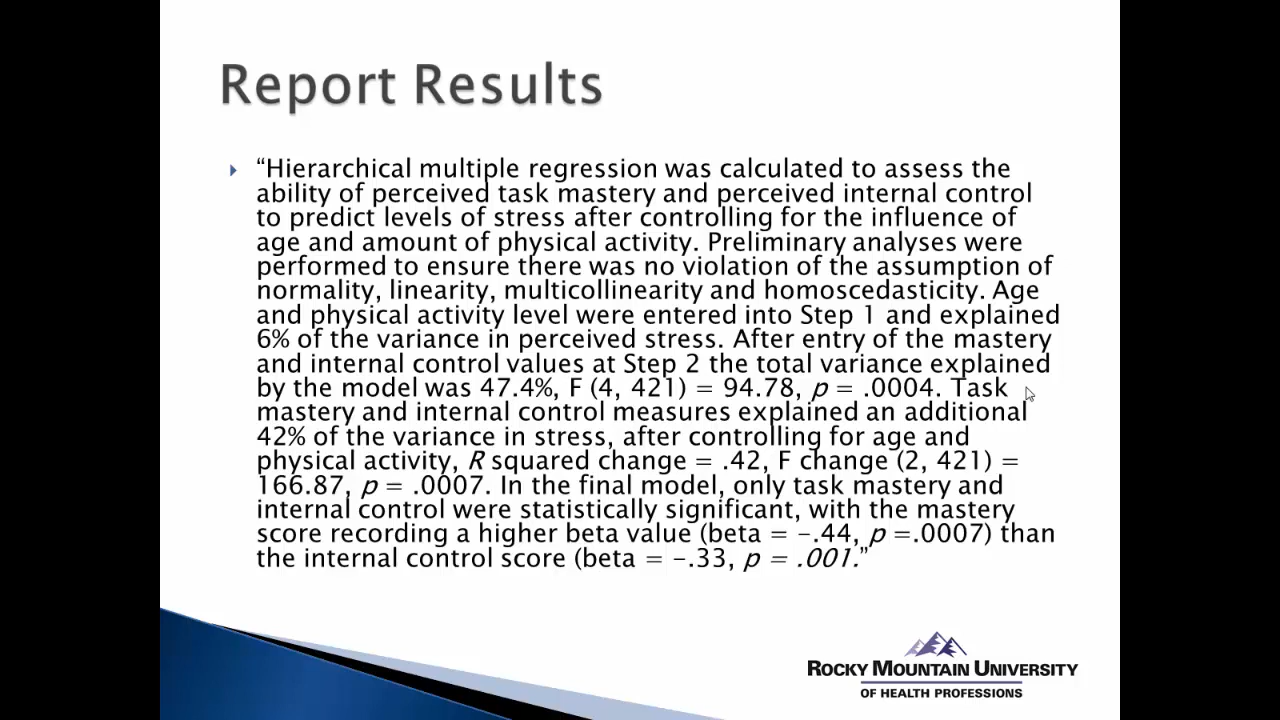 Report Results
“Hierarchical multiple regression was calculated to assess the
ability of perceived task mastery and perceived internal control
to predict levels of stress after controlling for the influence of
age and amount of physical activity. Preliminary analyses were
performed to ensure there was no violation of the assumption of
normality, linearity, multicollinearity and homoscedasticity. Age
and physical activity level were entered into Step 1 and explained
6% of the variance in perceived stress. After entry of the mastery
and internal control values at Step 2 the total variance explained
by the model was 47.4%, F (4, 421) = 94.78, p = .0004. Task
mastery and internal control measures explained an additional
42% of the variance in stress, after controlling for age and
physical activity, R squared change = .42, F change (2, 421) =
166.87, p = .0007. In the final model, only task mastery and
internal control were statistically significant, with the mastery
score recording a higher beta value (beta = -.44, p =.0007) than
the internal control score (beta = -.33, p = .001.”
ROCKY MOUNTAIN UNIVERSITY
OF HEALTH PROFESSIONS